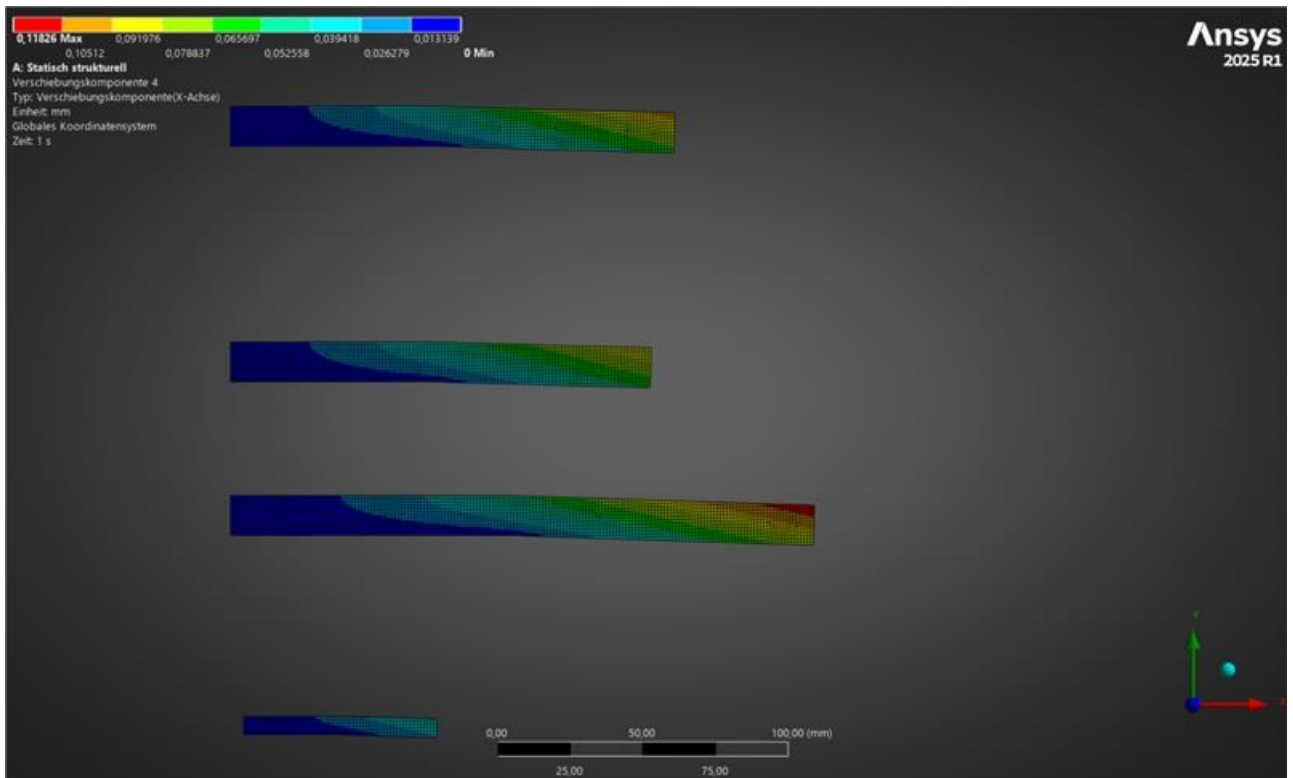 0,11826 Max 0,091976 0,065697 0,039418 0,013139
0,10512 0,078837 0,052558 0,026279 0 Min
A: Statisch strukturell
Verschiebungskomponente 4
Typ: Verschiebungskomponente(X-Achse)
Einheit: mm
Globales Koordinatensystem
Zeit: 1 s
Ansys
2025 R1
Y
X
0,00 50,00 100,00 (mm)
25,00 75,00